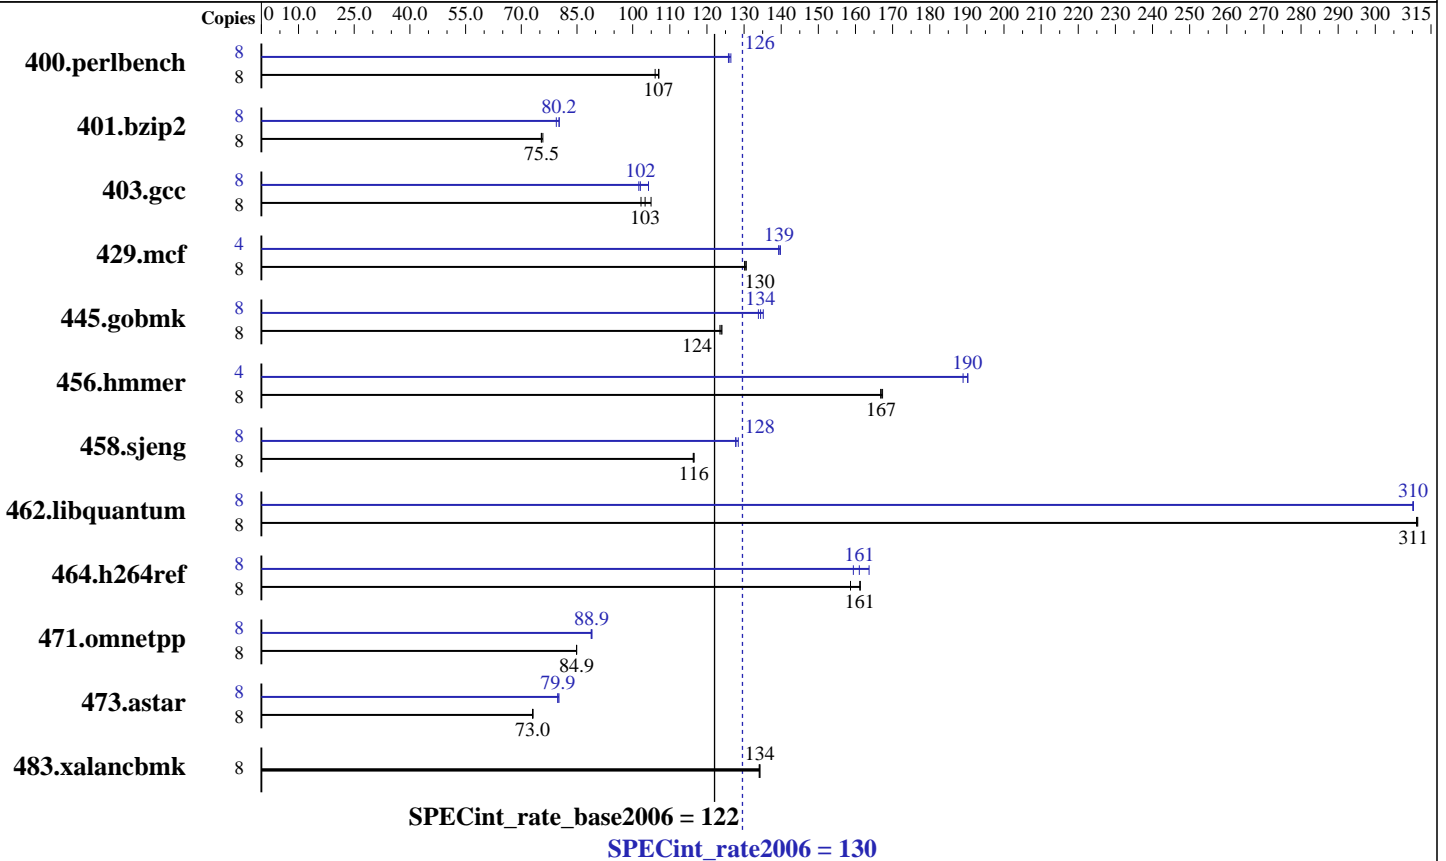 Copies 0 10.0 25.0 40.0 55.0 70.0 85.0 100 110 120 130 140 150 160 170 180 190 200 210 220 230 240 250 260 270 280 290 300 315
400.perlbench 8 126
8 107
401.bzip2 8 80.2
8 75.5
403.gcc 8 102
8 103
429.mcf 4 139
8 130
445.gobmk 8 134
8 124
456.hmmer 4 190
8 167
458.sjeng 8 128
8 116
462.libquantum 8 310
8 311
464.h264ref 8 161
8 161
471.omnetpp 8 88.9
8 84.9
473.astar 8 79.9
8 73.0
483.xalancbmk 8 134
SPECint_rate_base2006 = 122
SPECint_rate2006 = 130